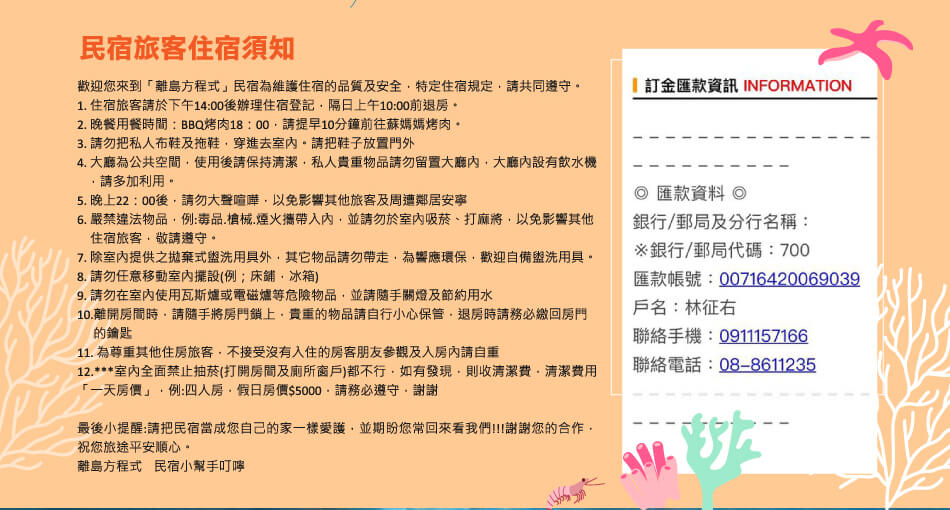 民宿旅客住宿須知
歡迎您來到「離島方程式」民宿為維護住宿的品質及安全，特定住宿規定，請共同遵守。
1. 住宿旅客請於下午14:00後辦理住宿登記，隔日上午10:00前退房。
2. 晚餐用餐時間：BBQ烤肉18：00，請提早10分鐘前往蘇媽媽烤肉。
3. 請勿把私人布鞋及拖鞋，穿進去室內。請把鞋子放置門外
4. 大廳為公共空間，使用後請保持清潔，私人貴重物品請勿留置大廳內，大廳內設有飲水機
，請多加利用。
5. 晚上22：00後，請勿大聲喧嘩，以免影響其他旅客及周遭鄰居安寧
6. 嚴禁違法物品，例:毒品.槍械.煙火攜帶入內，並請勿於室內吸菸、打麻將，以免影響其他
住宿旅客，敬請遵守。
7. 除室內提供之拋棄式盥洗用具外，其它物品請勿帶走，為響應環保，歡迎自備盥洗用具。
8. 請勿任意移動室內擺設(例；床鋪，冰箱)
9. 請勿在室內使用瓦斯爐或電磁爐等危險物品，並請隨手關燈及節約用水
10.離開房間時，請隨手將房門鎖上，貴重的物品請自行小心保管，退房時請務必繳回房門
的鑰匙
11. 為尊重其他住房旅客，不接受沒有入住的房客朋友參觀及入房內請自重
12.***室內全面禁止抽菸(打開房間及廁所窗戶)都不行，如有發現，則收清潔費，清潔費用
「一天房價」，例:四人房，假日房價$5000，請務必遵守，謝謝
最後小提醒:請把民宿當成您自己的家一樣愛護，並期盼您常回來看我們!!!謝謝您的合作，
祝您旅途平安順心。
離島方程式　民宿小幫手叮嚀
訂金匯款資訊 INFORMATION
– – – – – – – – – – – – – – – –
– – – – – – – – – –
◎ 匯款資料 ◎
銀行/郵局及分行名稱：
※銀行/郵局代碼：700
匯款帳號：00716420069039
戶名：林征右
聯絡手機：0911157166
聯絡電話：08–8611235
– – – – – – – – – –